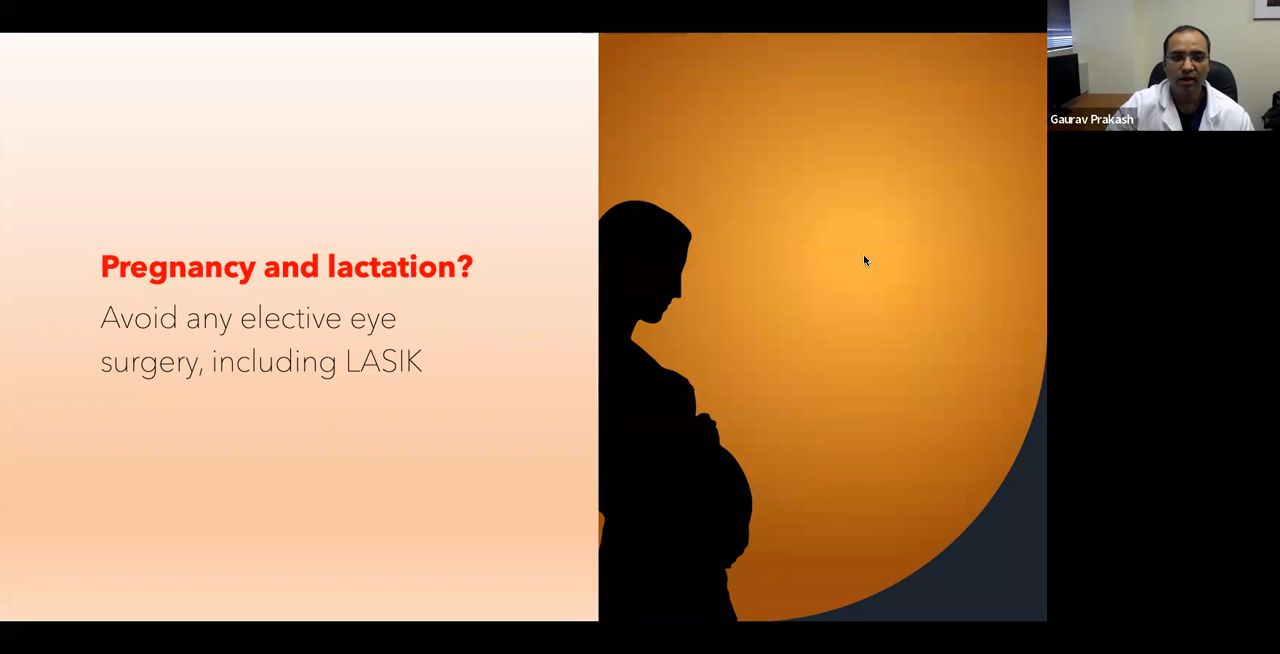 Pregnancy and lactation?
Avoid any elective eye
surgery, including LASIK
Gaurav Prakash